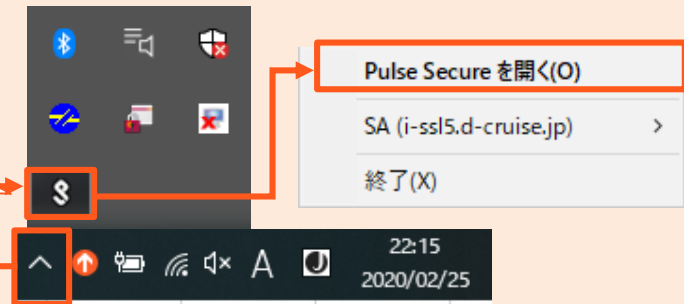 Pulse Secure を開く(O)
SA (i-ssl5.d-cruise.jp)
終了(X)
A
22:15
2020/02/25